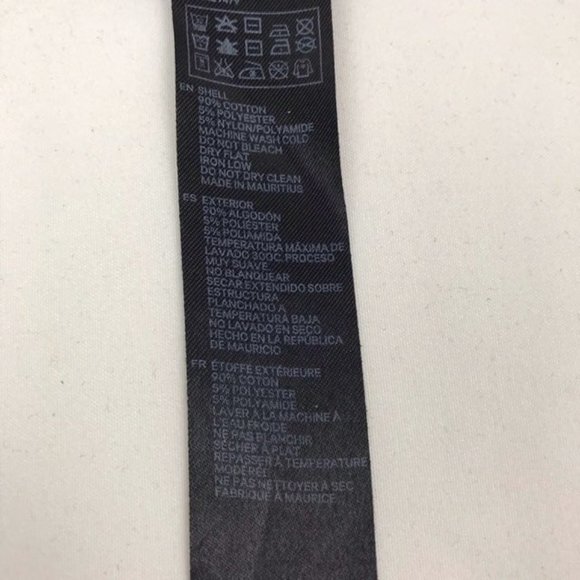 EN SHELL
90% COTTON
5% POLYESTER
5% NYLON/POLYAMIDE
MACHINE WASH COLD
DO NOT BLEACH
DRY FLAT
IRON LOW
DO NOT DRY CLEAN
MADE IN MAURITIUS
ES EXTERIOR
90% ALGODÓN
5% POLIÉSTER
5% POLIAMIDA
TEMPERATURA MÁXIMA DE
LAVADO 300C. PROCESO
MUY SUAVE
NO BLANQUEAR
SECAR EXTENDIDO SOBRE
ESTRUCTURA
PLANCHADO A
TEMPERATURA BAJA
NO LAVADO EN SECO
HECHO EN LA REPÚBLICA
DE MAURICIO
FR ÉTOFFE EXTÉRIEURE
90% COTON
5% POLYESTER
5% POLYAMIDE
LAVER À LA MACHINE À
L'EAU FROIDE
NE PAS BLANCHIR
SÉCHER À PLAT
REPASSER À TEMPÉRATURE
MODÉREÌ
NE PAS NETTOYER À SEC
FABRIQUÉ À MAURICE